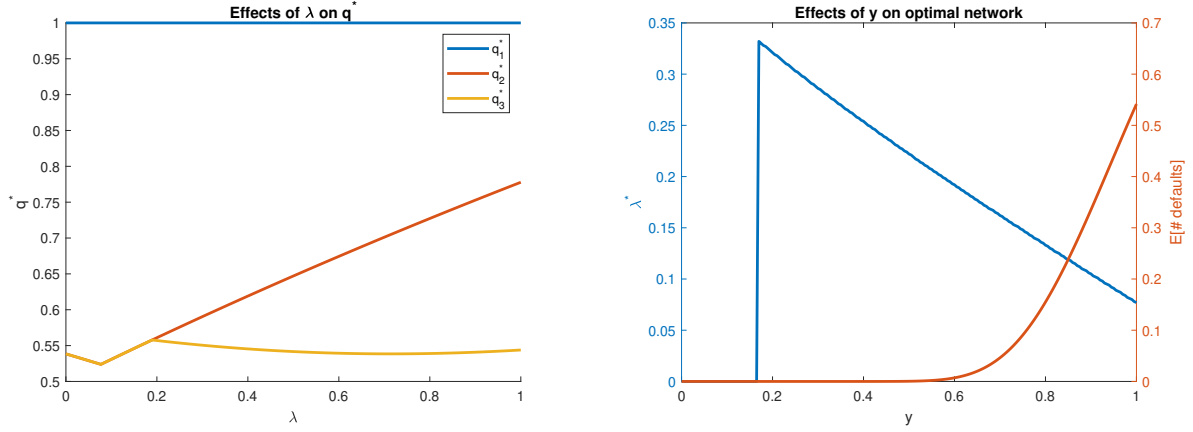 Effects of λ on q*
1
0.95
0.9
0.85
0.8
0.75
0.7
0.65
0.6
0.55
0.5
q*
0 0.2 0.4 0.6 0.8 1
λ
q₁*
q₂*
q₃*
Effects of y on optimal network
0.35
0.3
0.25
0.2
0.15
0.1
0.05
0
λ*
0 0.2 0.4 0.6 0.8 1
y
0.7
0.6
0.5
0.4
0.3
0.2
0.1
0
E[# defaults]